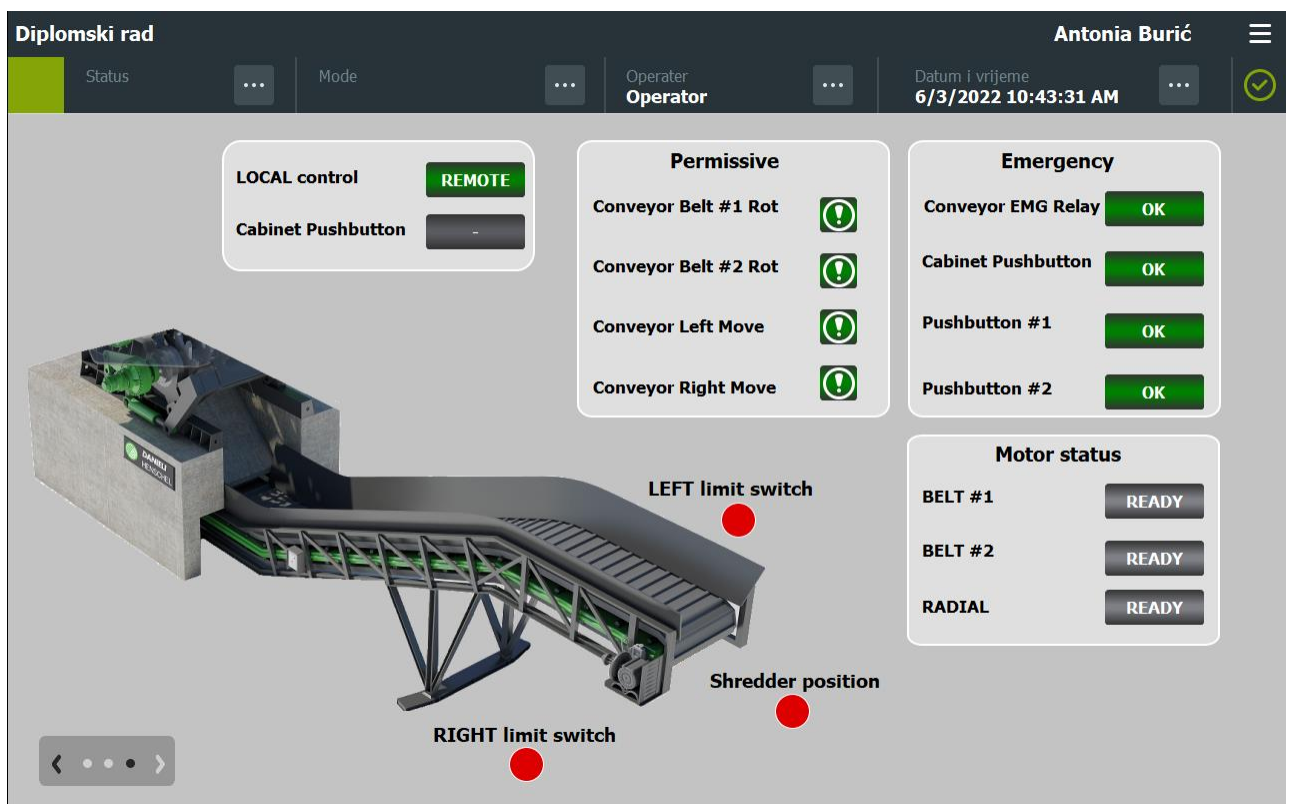 Diplomski rad
Antonia Burić
Status
...
Mode
...
Operater
Operator
...
Datum i vrijeme
6/3/2022 10:43:31 AM
...
LOCAL control
REMOTE
Cabinet Pushbutton
-
Permissive
Conveyor Belt #1 Rot
Conveyor Belt #2 Rot
Conveyor Left Move
Conveyor Right Move
Emergency
Conveyor EMG Relay
OK
Cabinet Pushbutton
OK
Pushbutton #1
OK
Pushbutton #2
OK
Motor status
BELT #1
READY
BELT #2
READY
RADIAL
READY
DANIELI
HENSCHEL
LEFT limit switch
Shredder position
RIGHT limit switch